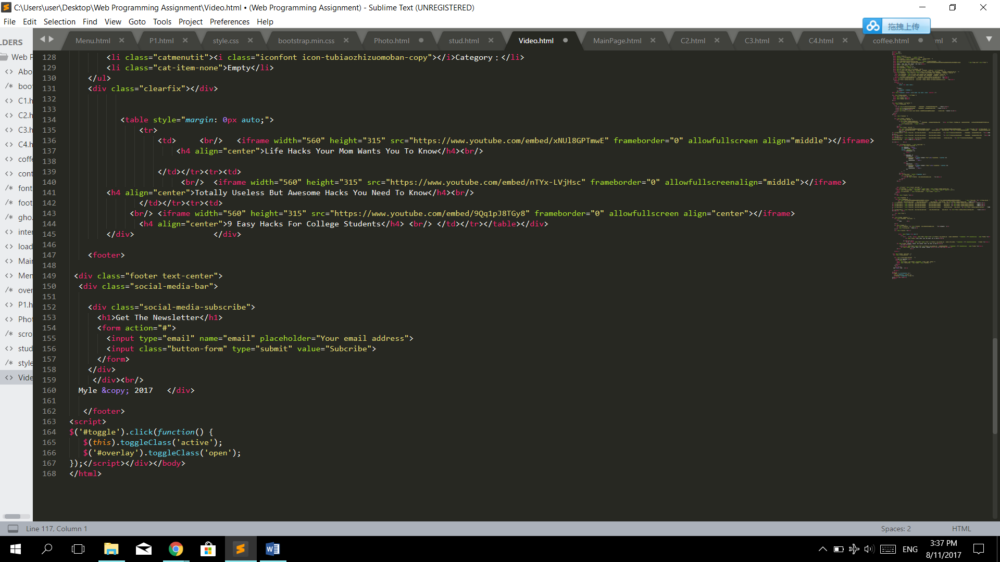 C:\Users\user\Desktop\Web Programming Assignment\Video.html • (Web Programming Assignment) - Sublime Text (UNREGISTERED)
File Edit Selection Find View Goto Tools Project Preferences Help
拖拽上传
LDERS
Menu.html P1.html style.css bootstrap.min.css Photo.html stud.html Video.html MainPage.html C2.html C3.html C4.html coffee.html ml
Web P
<> Abo
/* boot
<> C1.h
<> C2.h
<> C3.h
<> C4.h
<> coffe
<> cont
/* font
/* foot
/* gho.
<> inter
<> load
<> Mair
<> Men
/* over
<> P1.h
<> Phot
/* scro
<> stud
/* style
<> Vide
128 <li class="catmenutit"><i class="iconfont icon-tubiaozhizuomoban-copy"></i>Category：</li>
129 <li class="cat-item-none">Empty</li>
130 </ul>
131 <div class="clearfix"></div>
132
133
134 <table style="margin: 0px auto;">
135 <tr>
136 <td> <br/> <iframe width="560" height="315" src="https://www.youtube.com/embed/xNUl8GPTmwE" frameborder="0" allowfullscreen align="middle"></iframe>
137 <h4 align="center">Life Hacks Your Mom Wants You To Know</h4><br/>
138
139 </td></tr><tr><td>
140 <br/> <iframe width="560" height="315" src="https://www.youtube.com/embed/nTYx-LVjHsc" frameborder="0" allowfullscreenalign="middle"></iframe>
141 <h4 align="center">Totally Useless But Awesome Hacks You Need To Know</h4><br/>
142 </td></tr><tr><td>
143 <br/> <iframe width="560" height="315" src="https://www.youtube.com/embed/9Qq1pJ8TGy8" frameborder="0" allowfullscreen align="center"></iframe>
144 <h4 align="center">9 Easy Hacks For College Students</h4> <br/> </td></tr></table></div>
145 </div> </div>
146
147 <footer>
148
149 <div class="footer text-center">
150 <div class="social-media-bar">
151
152 <div class="social-media-subscribe">
153 <h1>Get The Newsletter</h1>
154 <form action="#">
155 <input type="email" name="email" placeholder="Your email address">
156 <input class="button-form" type="submit" value="Subcribe">
157 </form>
158 </div>
159 </div><br/>
160 Myle &copy; 2017 </div>
161
162 </footer>
163 <script>
164 $('#toggle').click(function() {
165 $(this).toggleClass('active');
166 $('#overlay').toggleClass('open');
167 });</script></div></body>
168 </html>
Line 117, Column 1 Spaces: 2 HTML
ENG
3:37 PM
8/11/2017